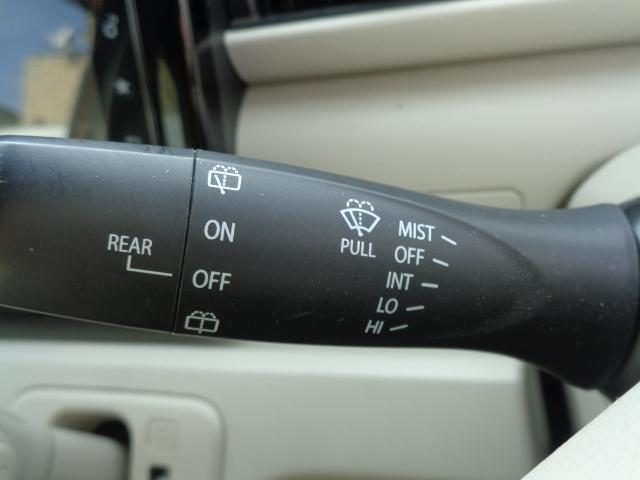 REAR
ON
OFF
PULL
MIST
OFF
INT
LO
HI